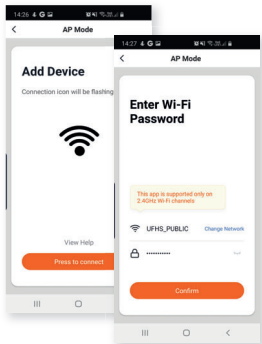 14:26
AP Mode
Add Device
Connection icon will be flashing
View Help
Press to connect
14:27
AP Mode
Enter Wi-Fi
Password
This app is supported only on
2.4GHz Wi-Fi channels
UFHS_PUBLIC Change Network
Confirm